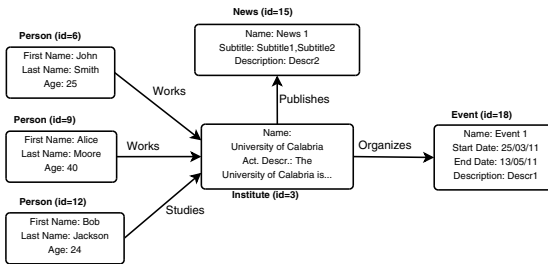 News (id=15)
Name: News 1
Subtitle: Subtitle1,Subtitle2
Description: Descr2
Person (id=6)
First Name: John
Last Name: Smith
Age: 25
Works
Publishes
Person (id=9)
First Name: Alice
Last Name: Moore
Age: 40
Works
Name:
University of Calabria
Act. Descr.: The
University of Calabria is...
Institute (id=3)
Organizes
Event (id=18)
Name: Event 1
Start Date: 25/03/11
End Date: 13/05/11
Description: Descr1
Person (id=12)
First Name: Bob
Last Name: Jackson
Age: 24
Studies